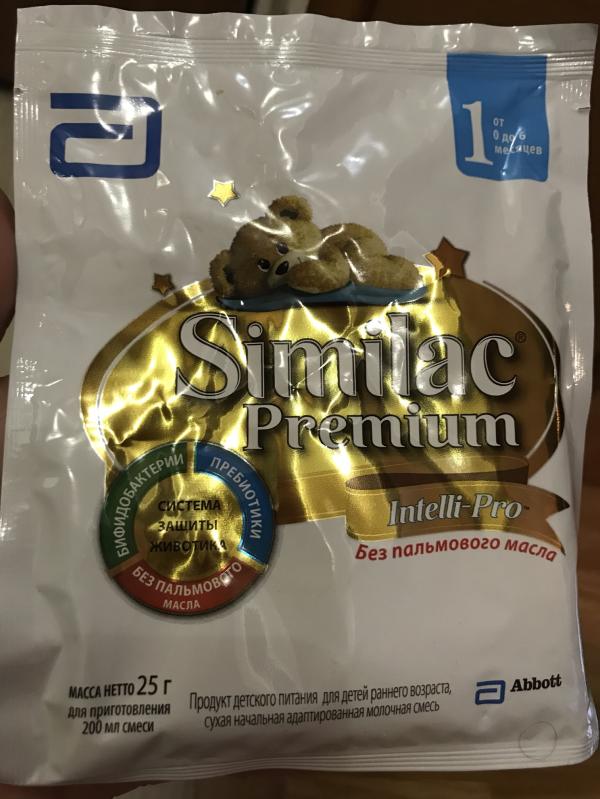 1
от
0 до 6
месяцев
Similac®
Premium
Intelli-Pro™
Без пальмового масла
БИФИДОБАКТЕРИИ
ПРЕБИОТИКИ
СИСТЕМА
ЗАЩИТЫ
ЖИВОТИКА
БЕЗ ПАЛЬМОВОГО
МАСЛА
МАССА НЕТТО 25 г
для приготовления
200 мл смеси
Продукт детского питания для детей раннего возраста,
сухая начальная адаптированная молочная смесь
Abbott